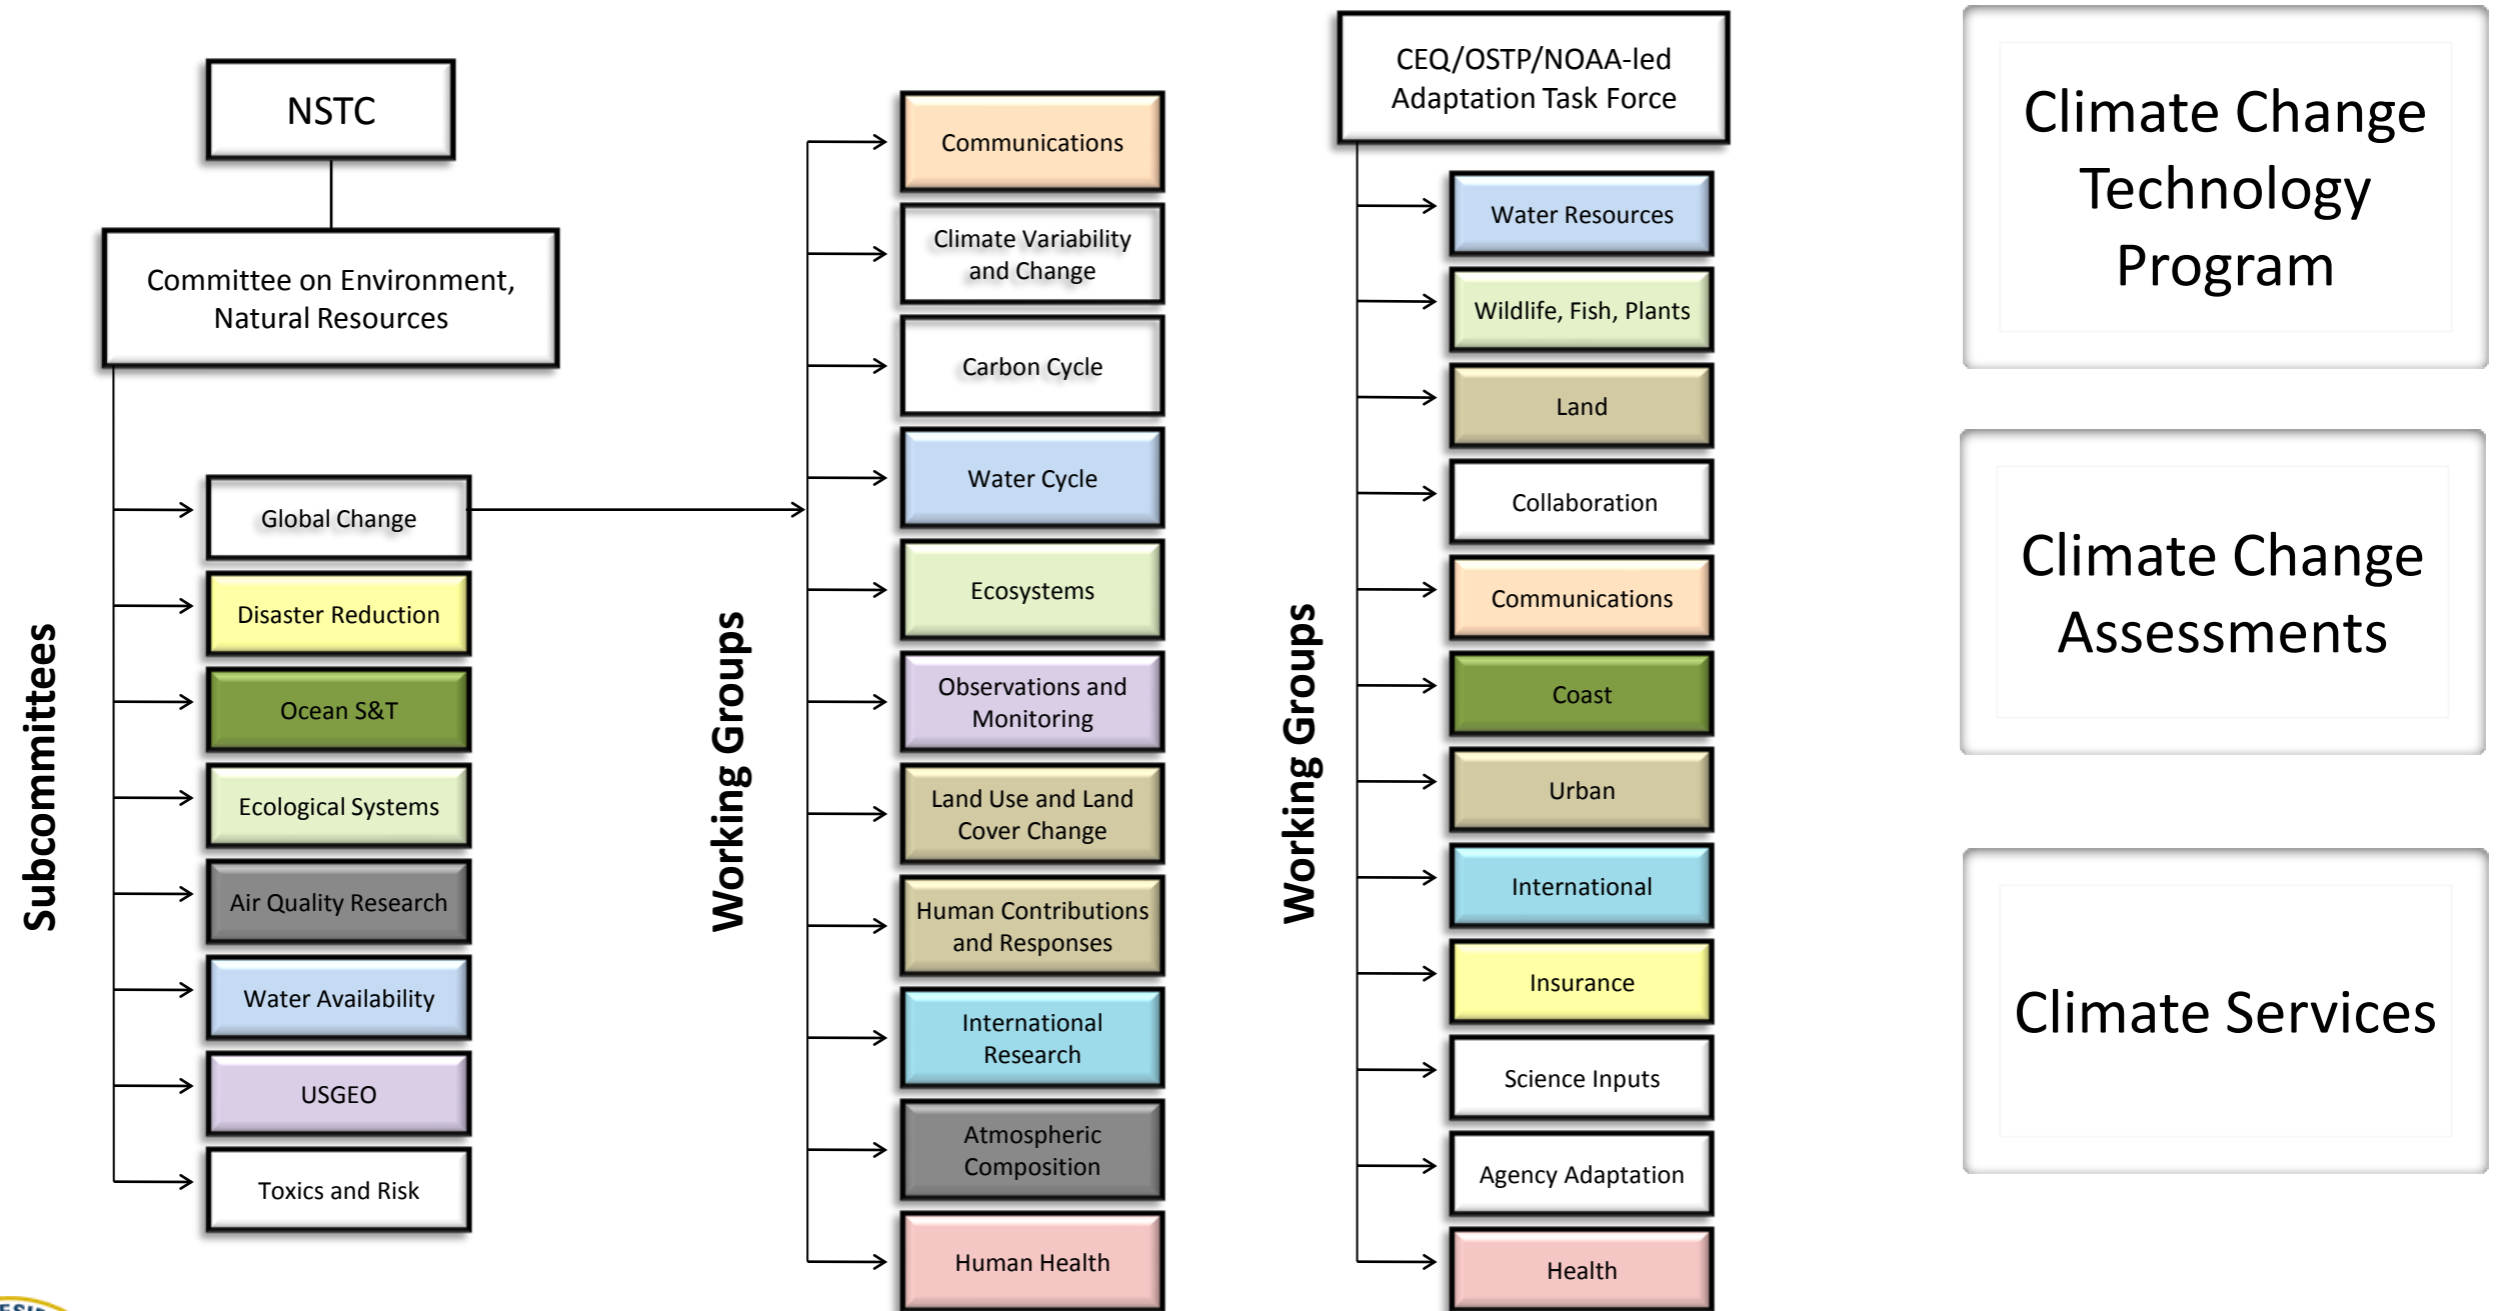 NSTC
Committee on Environment,
Natural Resources
Subcommittees
Global Change
Disaster Reduction
Ocean S&T
Ecological Systems
Air Quality Research
Water Availability
USGEO
Toxics and Risk
Working Groups
Communications
Climate Variability
and Change
Carbon Cycle
Water Cycle
Ecosystems
Observations and
Monitoring
Land Use and Land
Cover Change
Human Contributions
and Responses
International
Research
Atmospheric
Composition
Human Health
CEQ/OSTP/NOAA-led
Adaptation Task Force
Working Groups
Water Resources
Wildlife, Fish, Plants
Land
Collaboration
Communications
Coast
Urban
International
Insurance
Science Inputs
Agency Adaptation
Health
Climate Change
Technology
Program
Climate Change
Assessments
Climate Services